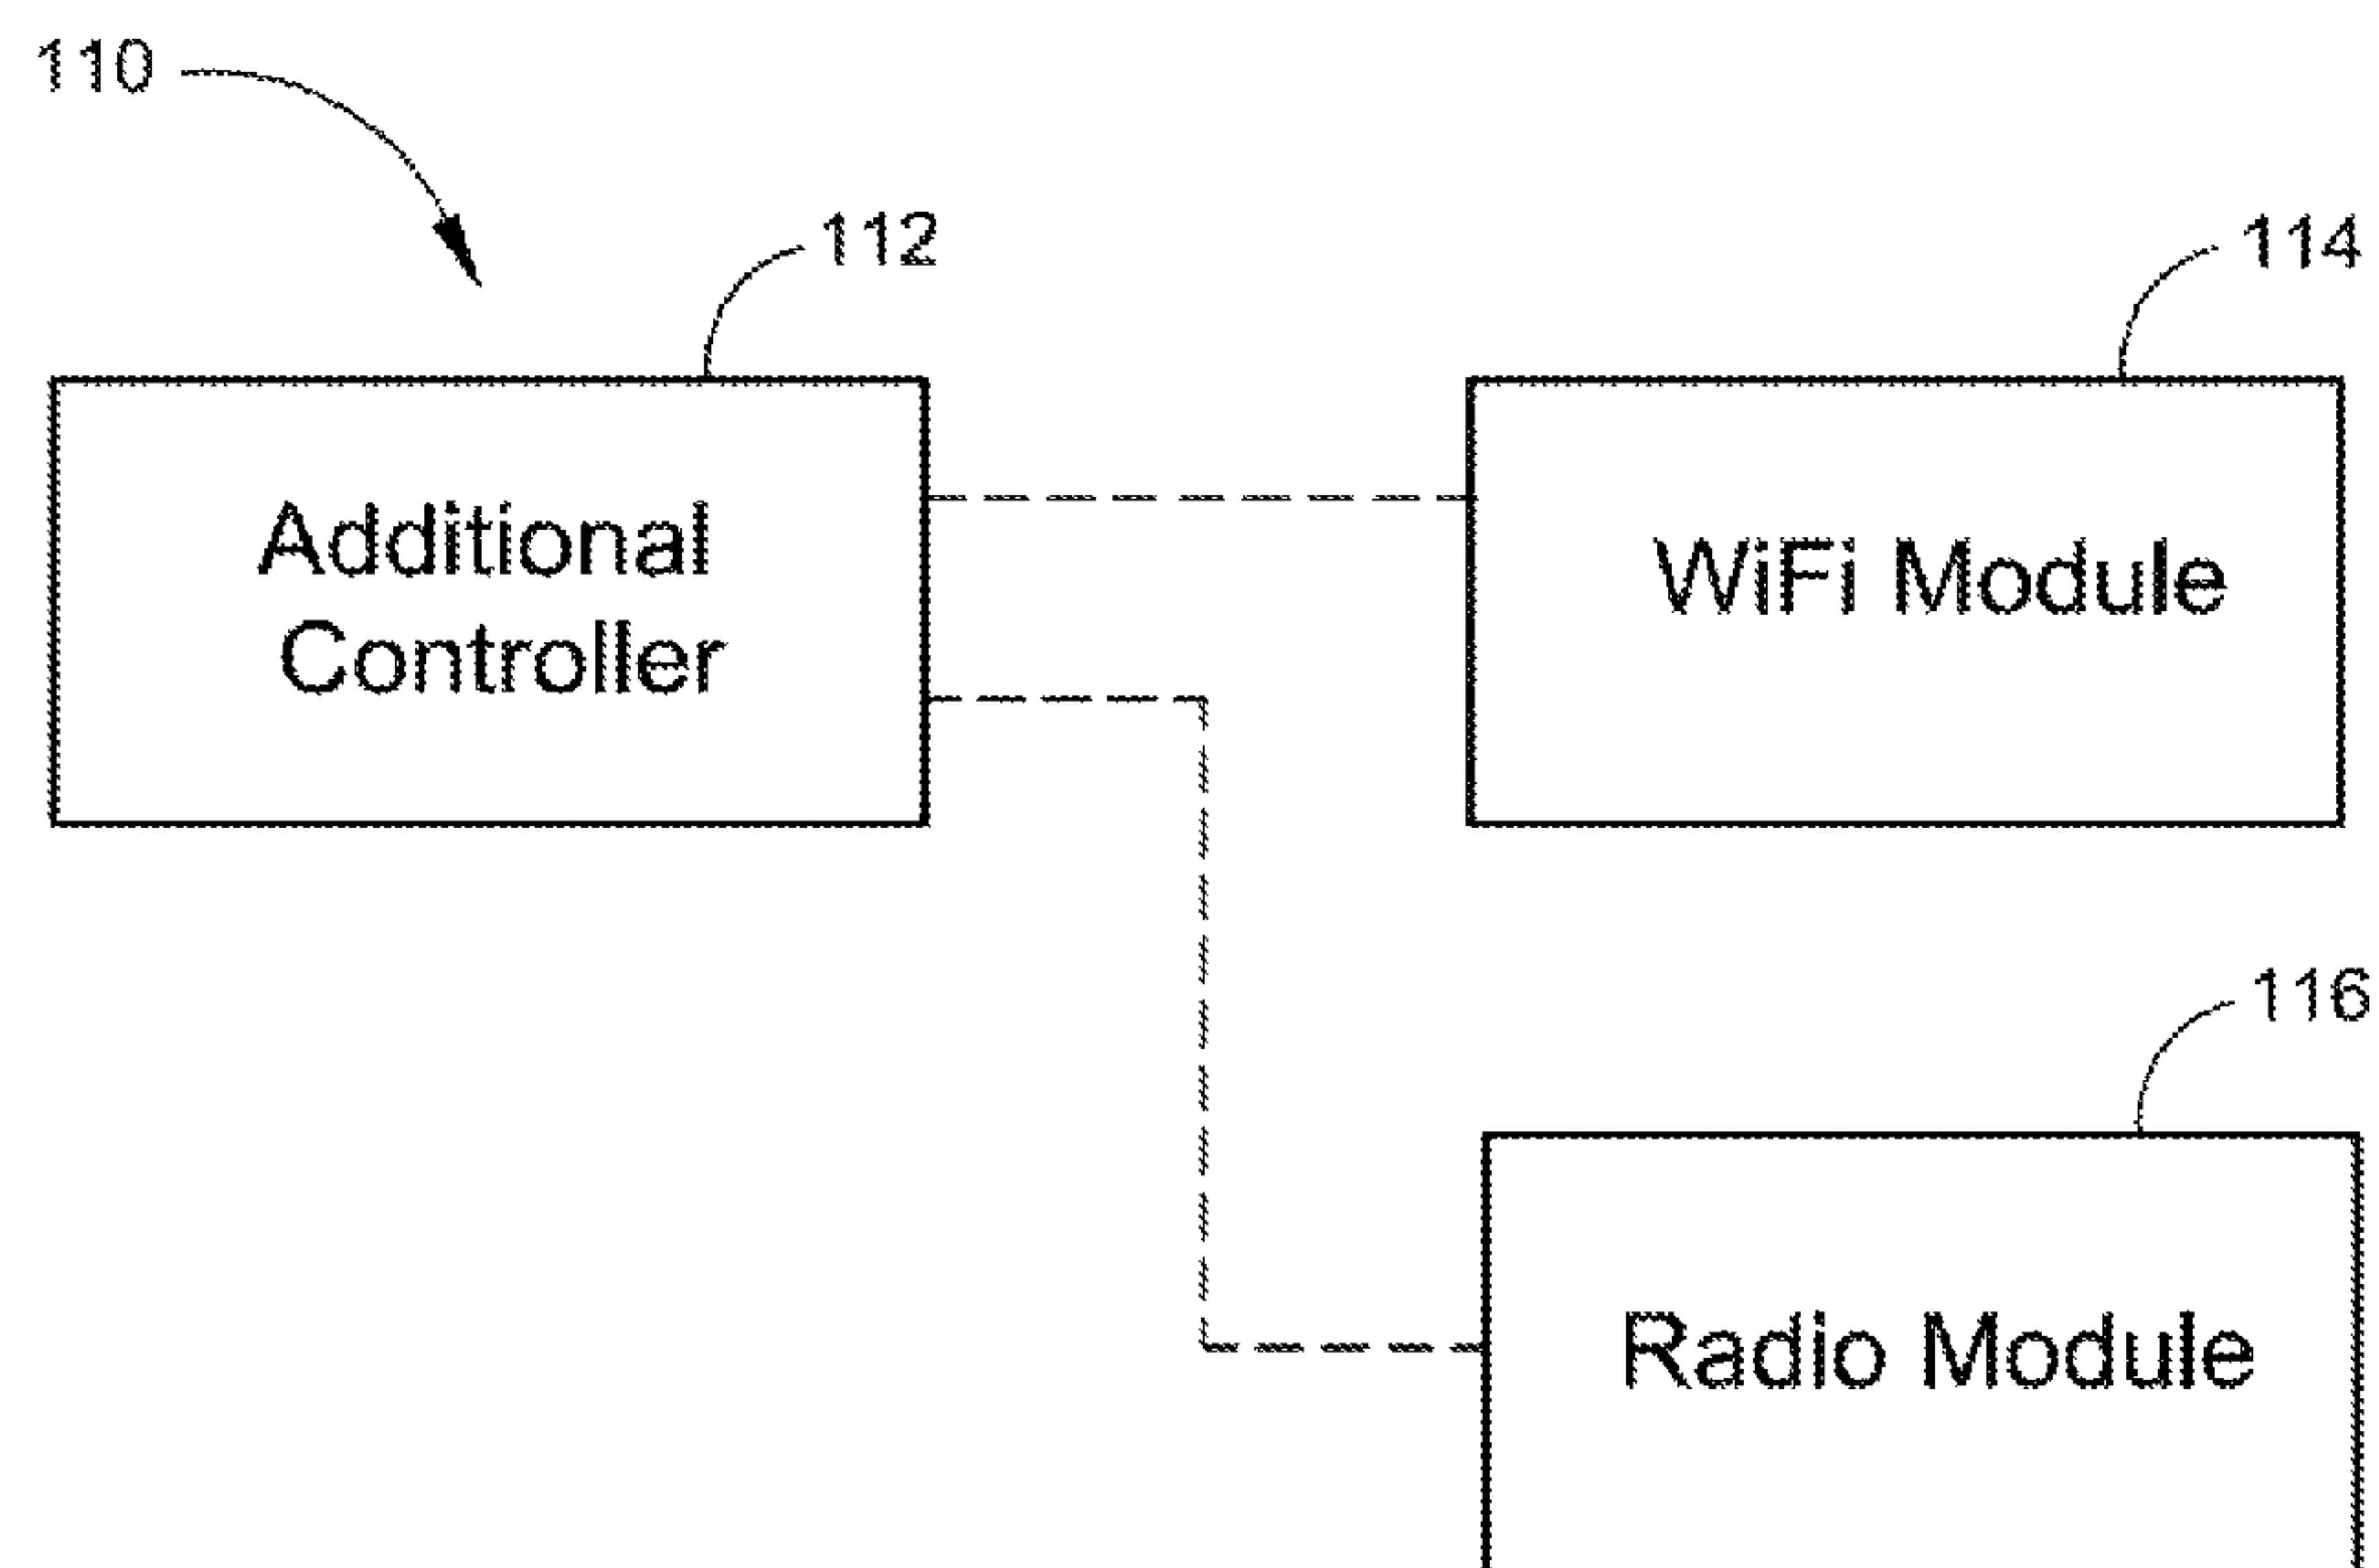 110
112
114
Additional
Controller
WiFi Module
116
Radio Module